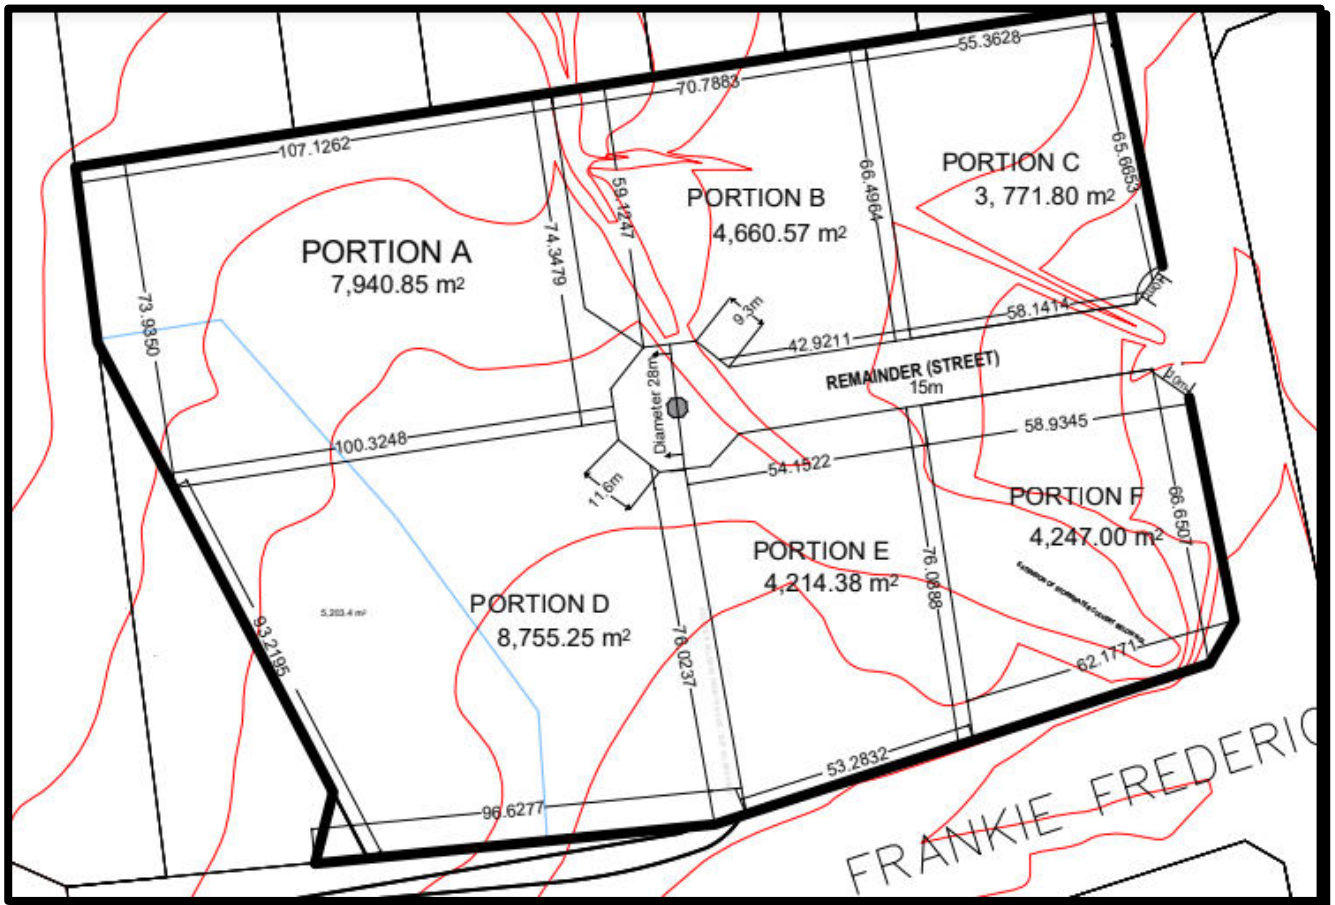 55.3628
70.7883
107.1262
PORTION C
3, 771.80 m²
65.6653
66.4964
PORTION B
4,660.57 m²
59.1247
74.3479
PORTION A
7,940.85 m²
73.9350
9.3m
58.1414
42.9211
REMAINDER (STREET)
15m
10m
10m
Diameter 28m
58.9345
100.3248
54.1522
11.6m
PORTION F
4,247.00 m²
66.6507
PORTION E
4,214.38 m²
76.0888
PORTION D
8,755.25 m²
5,203.4 m²
93.2195
76.0237
62.1771
53.2832
96.6277
FRANKIE FREDERIC